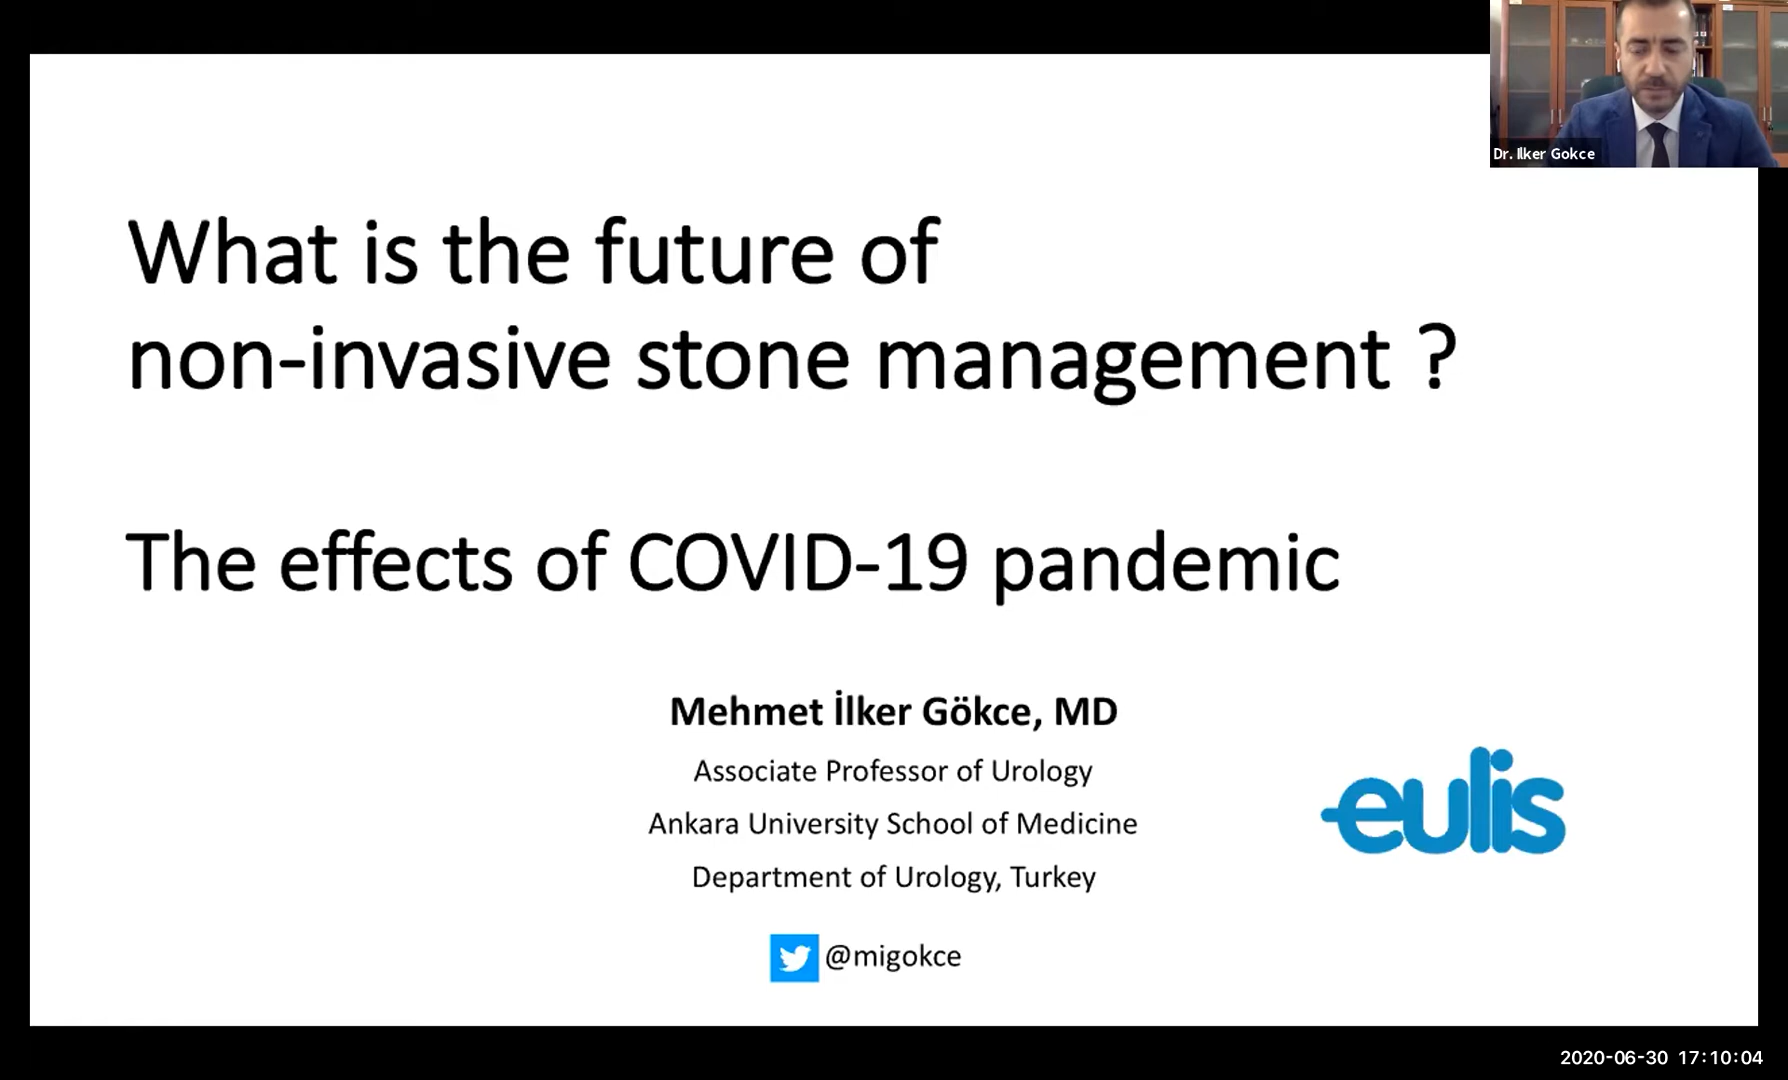 Dr. Ilker Gokce
What is the future of
non-invasive stone management ?
The effects of COVID-19 pandemic
Mehmet İlker Gökce, MD
Associate Professor of Urology
Ankara University School of Medicine
Department of Urology, Turkey
eulis
@migokce
2020-06-30 17:10:04